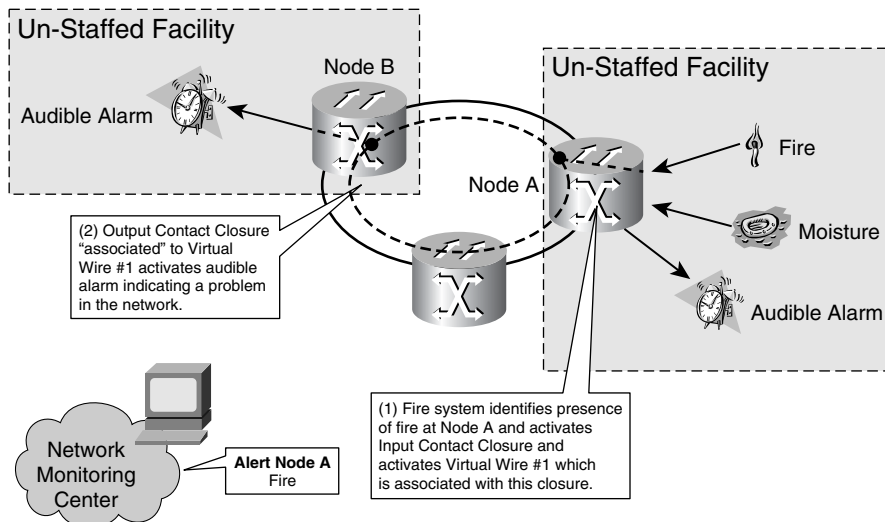 Un-Staffed Facility
Node B
Audible Alarm
Un-Staffed Facility
Node A
Fire
Moisture
Audible Alarm
(2) Output Contact Closure
“associated” to Virtual
Wire #1 activates audible
alarm indicating a problem
in the network.
(1) Fire system identifies presence
of fire at Node A and activates
Input Contact Closure and
activates Virtual Wire #1 which
is associated with this closure.
Network
Monitoring
Center
Alert Node A
Fire